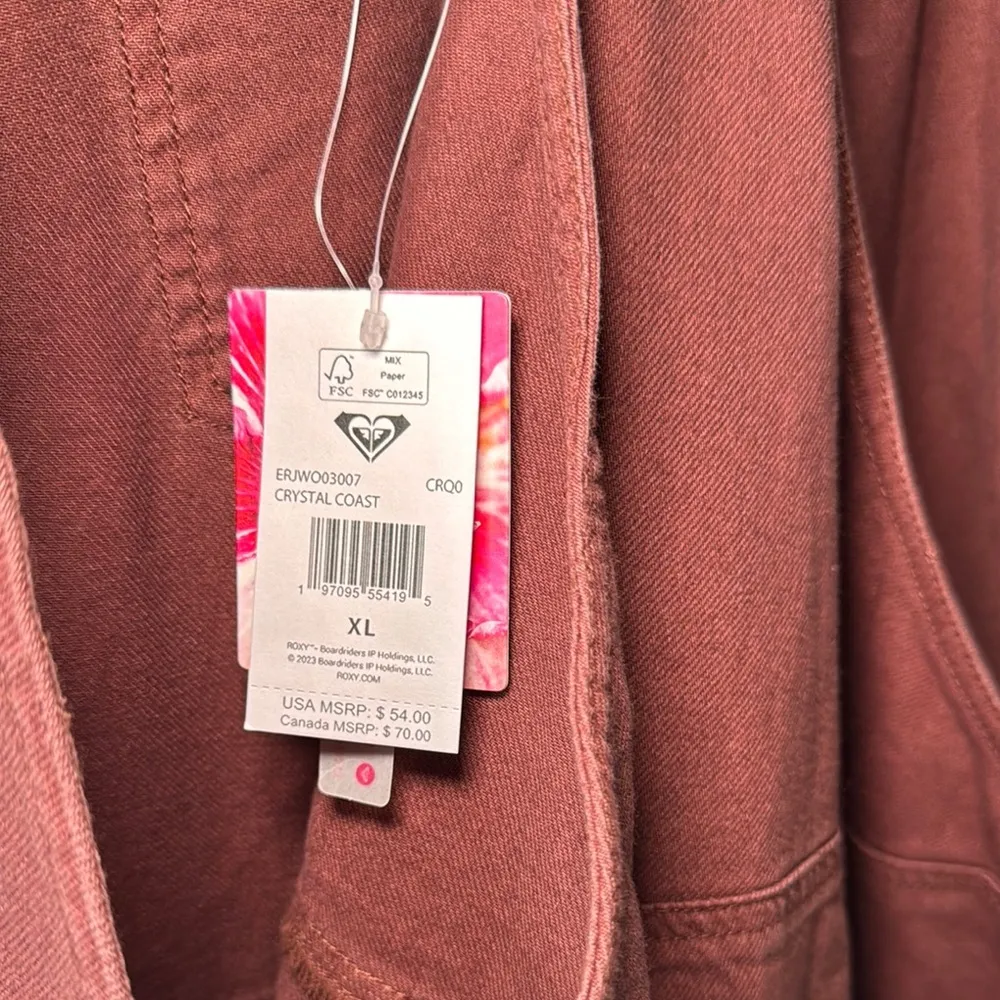 MIX
Paper
FSC™ C012345
FSC
ERJWO03007 CRQ0
CRYSTAL COAST
1 97095 55419 5
XL
ROXY™- Boardriders IP Holdings, LLC.
© 2023 Boardriders IP Holdings, LLC.
ROXY.COM
USA MSRP: $ 54.00
Canada MSRP: $ 70.00